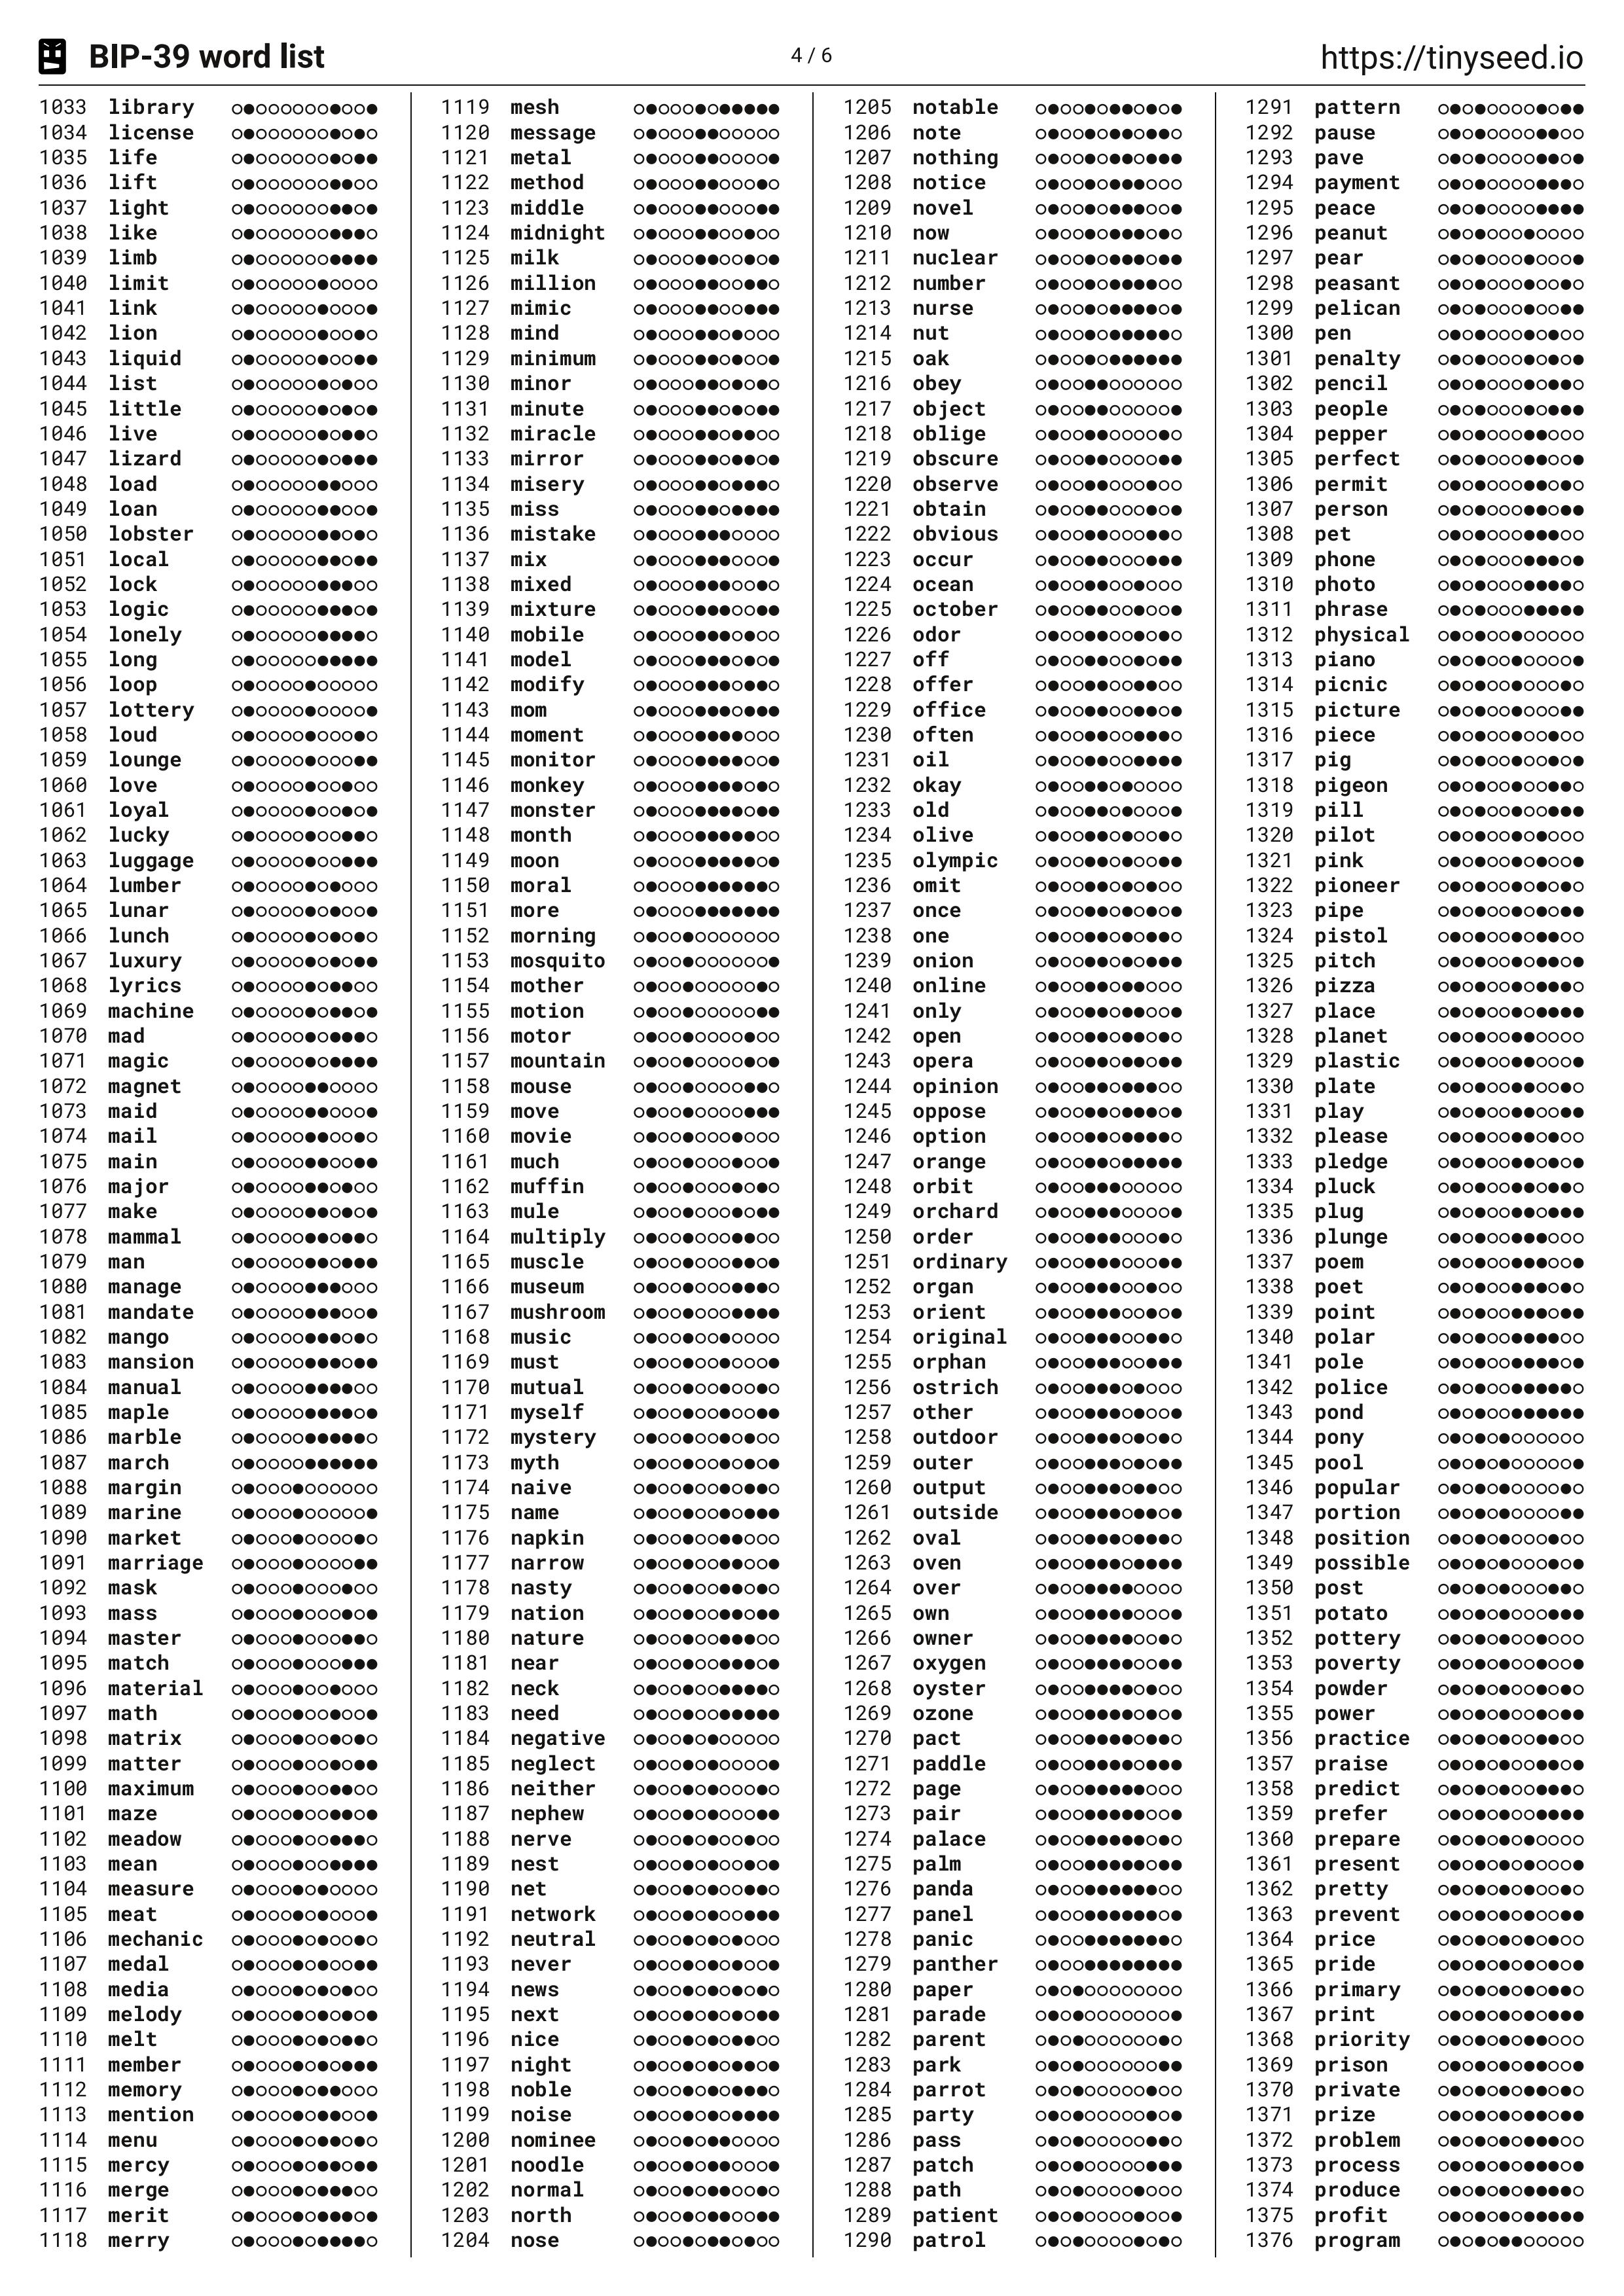 BIP-39 word list
4 / 6
https://tinyseed.io
1033 library
1034 license
1035 life
1036 lift
1037 light
1038 like
1039 limb
1040 limit
1041 link
1042 lion
1043 liquid
1044 list
1045 little
1046 live
1047 lizard
1048 load
1049 loan
1050 lobster
1051 local
1052 lock
1053 logic
1054 lonely
1055 long
1056 loop
1057 lottery
1058 loud
1059 lounge
1060 love
1061 loyal
1062 lucky
1063 luggage
1064 lumber
1065 lunar
1066 lunch
1067 luxury
1068 lyrics
1069 machine
1070 mad
1071 magic
1072 magnet
1073 maid
1074 mail
1075 main
1076 major
1077 make
1078 mammal
1079 man
1080 manage
1081 mandate
1082 mango
1083 mansion
1084 manual
1085 maple
1086 marble
1087 march
1088 margin
1089 marine
1090 market
1091 marriage
1092 mask
1093 mass
1094 master
1095 match
1096 material
1097 math
1098 matrix
1099 matter
1100 maximum
1101 maze
1102 meadow
1103 mean
1104 measure
1105 meat
1106 mechanic
1107 medal
1108 media
1109 melody
1110 melt
1111 member
1112 memory
1113 mention
1114 menu
1115 mercy
1116 merge
1117 merit
1118 merry
1119 mesh
1120 message
1121 metal
1122 method
1123 middle
1124 midnight
1125 milk
1126 million
1127 mimic
1128 mind
1129 minimum
1130 minor
1131 minute
1132 miracle
1133 mirror
1134 misery
1135 miss
1136 mistake
1137 mix
1138 mixed
1139 mixture
1140 mobile
1141 model
1142 modify
1143 mom
1144 moment
1145 monitor
1146 monkey
1147 monster
1148 month
1149 moon
1150 moral
1151 more
1152 morning
1153 mosquito
1154 mother
1155 motion
1156 motor
1157 mountain
1158 mouse
1159 move
1160 movie
1161 much
1162 muffin
1163 mule
1164 multiply
1165 muscle
1166 museum
1167 mushroom
1168 music
1169 must
1170 mutual
1171 myself
1172 mystery
1173 myth
1174 naive
1175 name
1176 napkin
1177 narrow
1178 nasty
1179 nation
1180 nature
1181 near
1182 neck
1183 need
1184 negative
1185 neglect
1186 neither
1187 nephew
1188 nerve
1189 nest
1190 net
1191 network
1192 neutral
1193 never
1194 news
1195 next
1196 nice
1197 night
1198 noble
1199 noise
1200 nominee
1201 noodle
1202 normal
1203 north
1204 nose
1205 notable
1206 note
1207 nothing
1208 notice
1209 novel
1210 now
1211 nuclear
1212 number
1213 nurse
1214 nut
1215 oak
1216 obey
1217 object
1218 oblige
1219 obscure
1220 observe
1221 obtain
1222 obvious
1223 occur
1224 ocean
1225 october
1226 odor
1227 off
1228 offer
1229 office
1230 often
1231 oil
1232 okay
1233 old
1234 olive
1235 olympic
1236 omit
1237 once
1238 one
1239 onion
1240 online
1241 only
1242 open
1243 opera
1244 opinion
1245 oppose
1246 option
1247 orange
1248 orbit
1249 orchard
1250 order
1251 ordinary
1252 organ
1253 orient
1254 original
1255 orphan
1256 ostrich
1257 other
1258 outdoor
1259 outer
1260 output
1261 outside
1262 oval
1263 oven
1264 over
1265 own
1266 owner
1267 oxygen
1268 oyster
1269 ozone
1270 pact
1271 paddle
1272 page
1273 pair
1274 palace
1275 palm
1276 panda
1277 panel
1278 panic
1279 panther
1280 paper
1281 parade
1282 parent
1283 park
1284 parrot
1285 party
1286 pass
1287 patch
1288 path
1289 patient
1290 patrol
1291 pattern
1292 pause
1293 pave
1294 payment
1295 peace
1296 peanut
1297 pear
1298 peasant
1299 pelican
1300 pen
1301 penalty
1302 pencil
1303 people
1304 pepper
1305 perfect
1306 permit
1307 person
1308 pet
1309 phone
1310 photo
1311 phrase
1312 physical
1313 piano
1314 picnic
1315 picture
1316 piece
1317 pig
1318 pigeon
1319 pill
1320 pilot
1321 pink
1322 pioneer
1323 pipe
1324 pistol
1325 pitch
1326 pizza
1327 place
1328 planet
1329 plastic
1330 plate
1331 play
1332 please
1333 pledge
1334 pluck
1335 plug
1336 plunge
1337 poem
1338 poet
1339 point
1340 polar
1341 pole
1342 police
1343 pond
1344 pony
1345 pool
1346 popular
1347 portion
1348 position
1349 possible
1350 post
1351 potato
1352 pottery
1353 poverty
1354 powder
1355 power
1356 practice
1357 praise
1358 predict
1359 prefer
1360 prepare
1361 present
1362 pretty
1363 prevent
1364 price
1365 pride
1366 primary
1367 print
1368 priority
1369 prison
1370 private
1371 prize
1372 problem
1373 process
1374 produce
1375 profit
1376 program